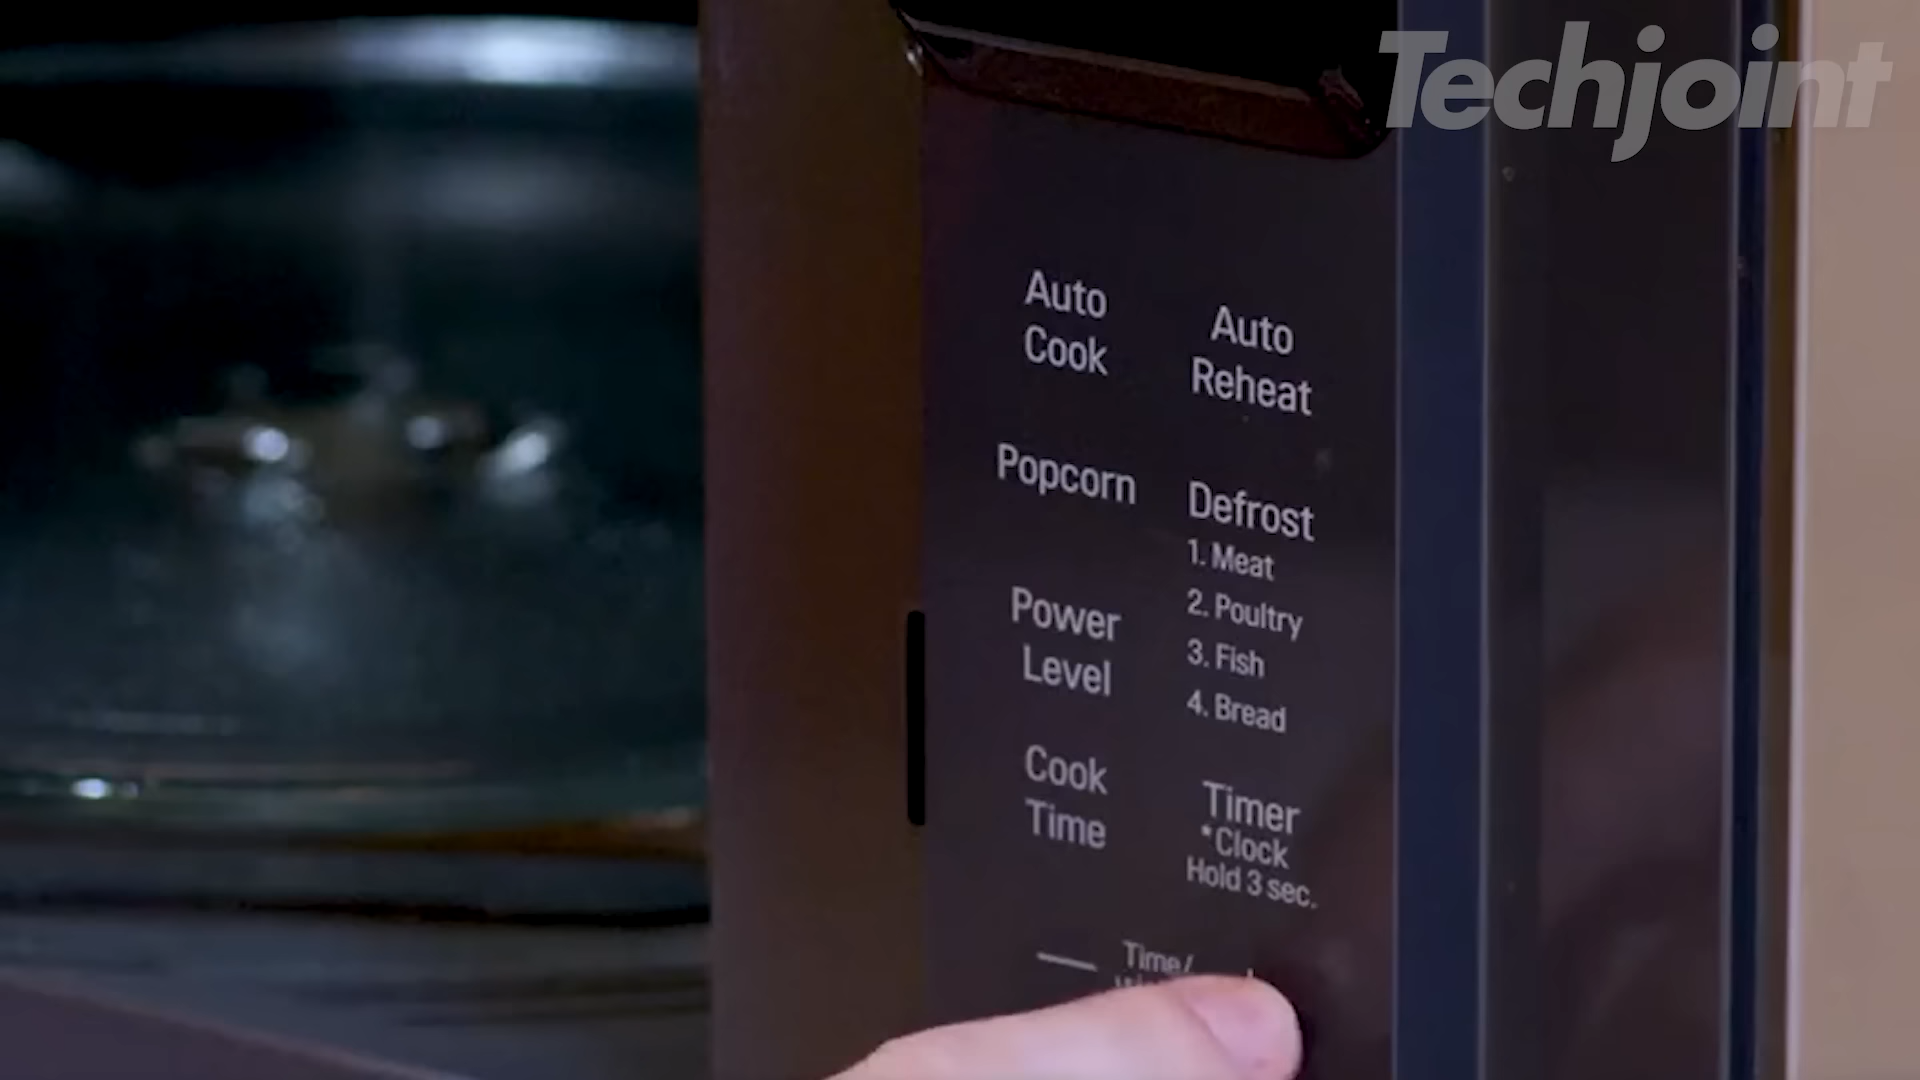 Techjoint
Auto
Cook
Auto
Reheat
Popcorn
Defrost
1. Meat
2. Poultry
3. Fish
4. Bread
Power
Level
Cook
Time
Timer
*Clock
Hold 3 sec.
Time/